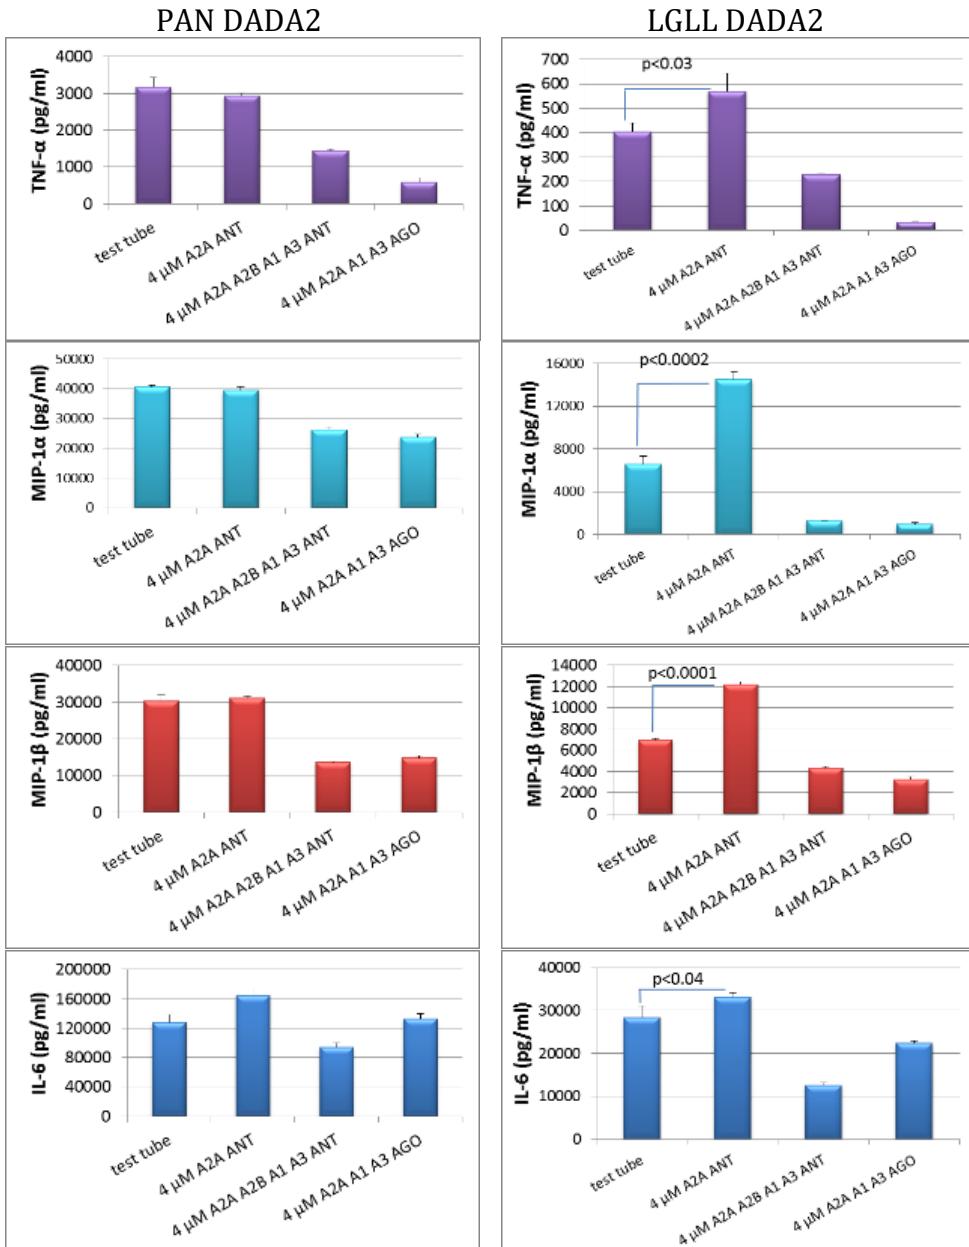 PAN DADA2
LGLL DADA2
TNF-α (pg/ml)
4000
3000
2000
1000
0
test tube
4 μM A2A ANT
4 μM A2A A2B A1 A3 ANT
4 μM A2A A1 A3 AGO
TNF-α (pg/ml)
700
600
500
400
300
200
100
0
p<0.03
test tube
4 μM A2A ANT
4 μM A2A A2B A1 A3 ANT
4 μM A2A A1 A3 AGO
MIP-1α (pg/ml)
50000
40000
30000
20000
10000
0
test tube
4 μM A2A ANT
4 μM A2A A2B A1 A3 ANT
4 μM A2A A1 A3 AGO
MIP-1α (pg/ml)
16000
12000
8000
4000
0
p<0.0002
test tube
4 μM A2A ANT
4 μM A2A A2B A1 A3 ANT
4 μM A2A A1 A3 AGO
MIP-1β (pg/ml)
40000
30000
20000
10000
0
test tube
4 μM A2A ANT
4 μM A2A A2B A1 A3 ANT
4 μM A2A A1 A3 AGO
MIP-1β (pg/ml)
14000
12000
10000
8000
6000
4000
2000
0
p<0.0001
test tube
4 μM A2A ANT
4 μM A2A A2B A1 A3 ANT
4 μM A2A A1 A3 AGO
IL-6 (pg/ml)
200000
160000
120000
80000
40000
0
test tube
4 μM A2A ANT
4 μM A2A A2B A1 A3 ANT
4 μM A2A A1 A3 AGO
IL-6 (pg/ml)
40000
30000
20000
10000
0
p<0.04
test tube
4 μM A2A ANT
4 μM A2A A2B A1 A3 ANT
4 μM A2A A1 A3 AGO